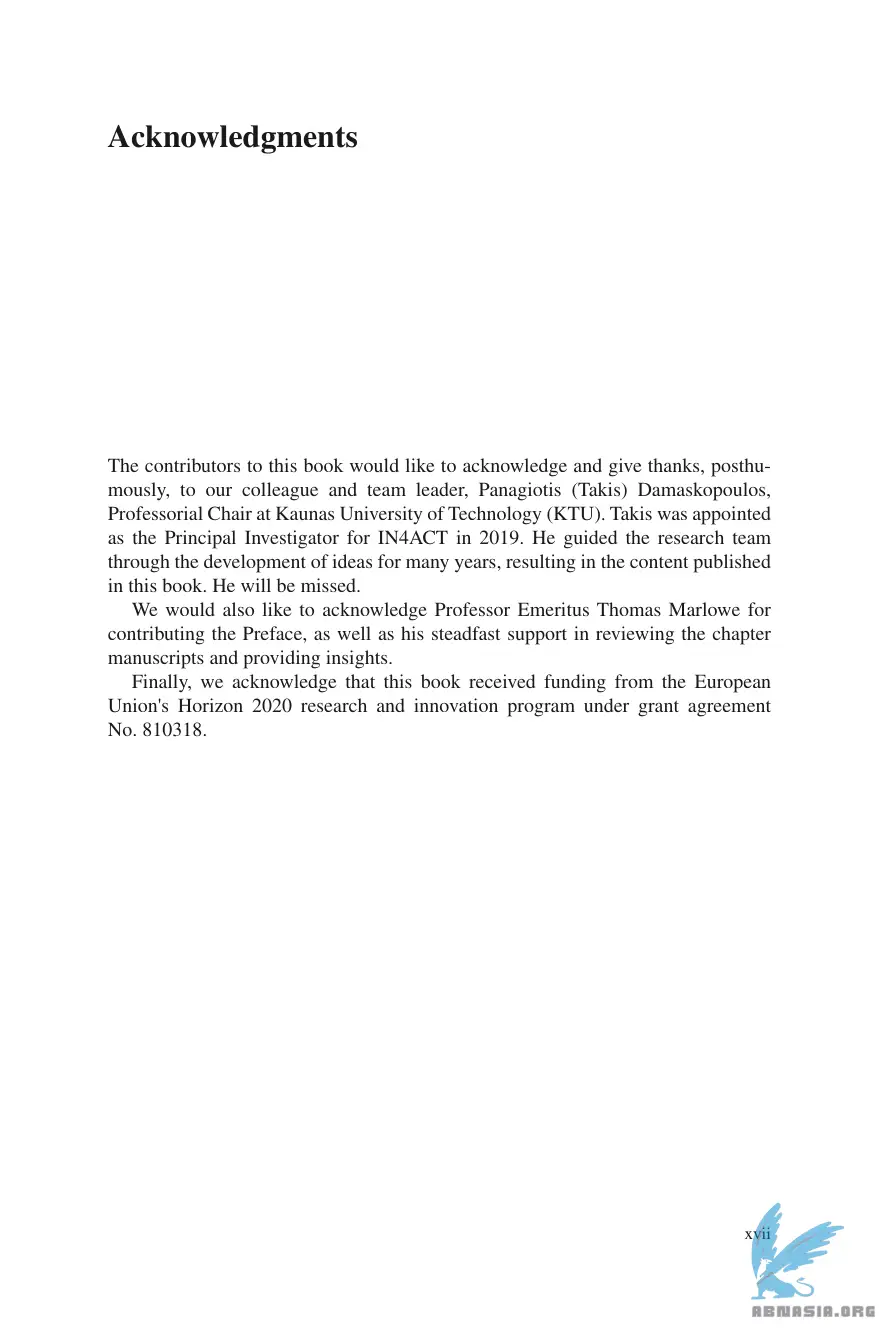 Acknowledgments
The contributors to this book would like to acknowledge and give thanks, posthu-
mously, to our colleague and team leader, Panagiotis (Takis) Damaskopoulos,
Professorial Chair at Kaunas University of Technology (KTU). Takis was appointed
as the Principal Investigator for IN4ACT in 2019. He guided the research team
through the development of ideas for many years, resulting in the content published
in this book. He will be missed.
We would also like to acknowledge Professor Emeritus Thomas Marlowe for
contributing the Preface, as well as his steadfast support in reviewing the chapter
manuscripts and providing insights.
Finally, we acknowledge that this book received funding from the European
Union's Horizon 2020 research and innovation program under grant agreement
No. 810318.
xvii
ABNASIA.ORG